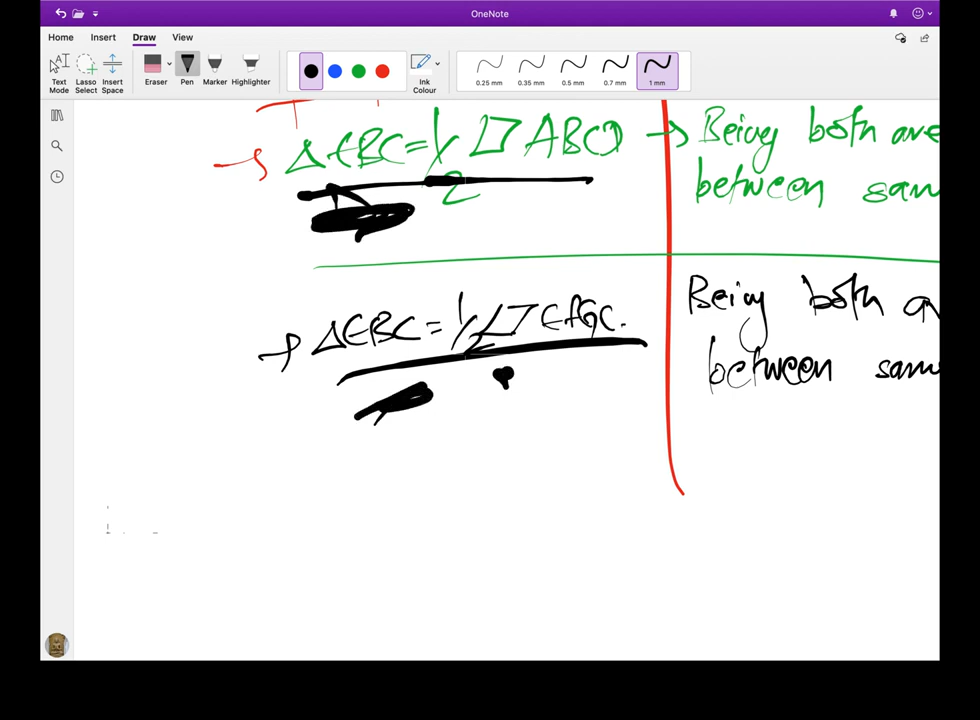 OneNote
Home Insert Draw View
Text Mode Lasso Select Insert Space Eraser Pen Marker Highlighter Ink Colour 0.25 mm 0.35 mm 0.5 mm 0.7 mm 1 mm
→ △EBC=1/2 ▱ ABCD → Being both are
between sam
→ △EBC=1/2▱EFGC. Being both a
between sam